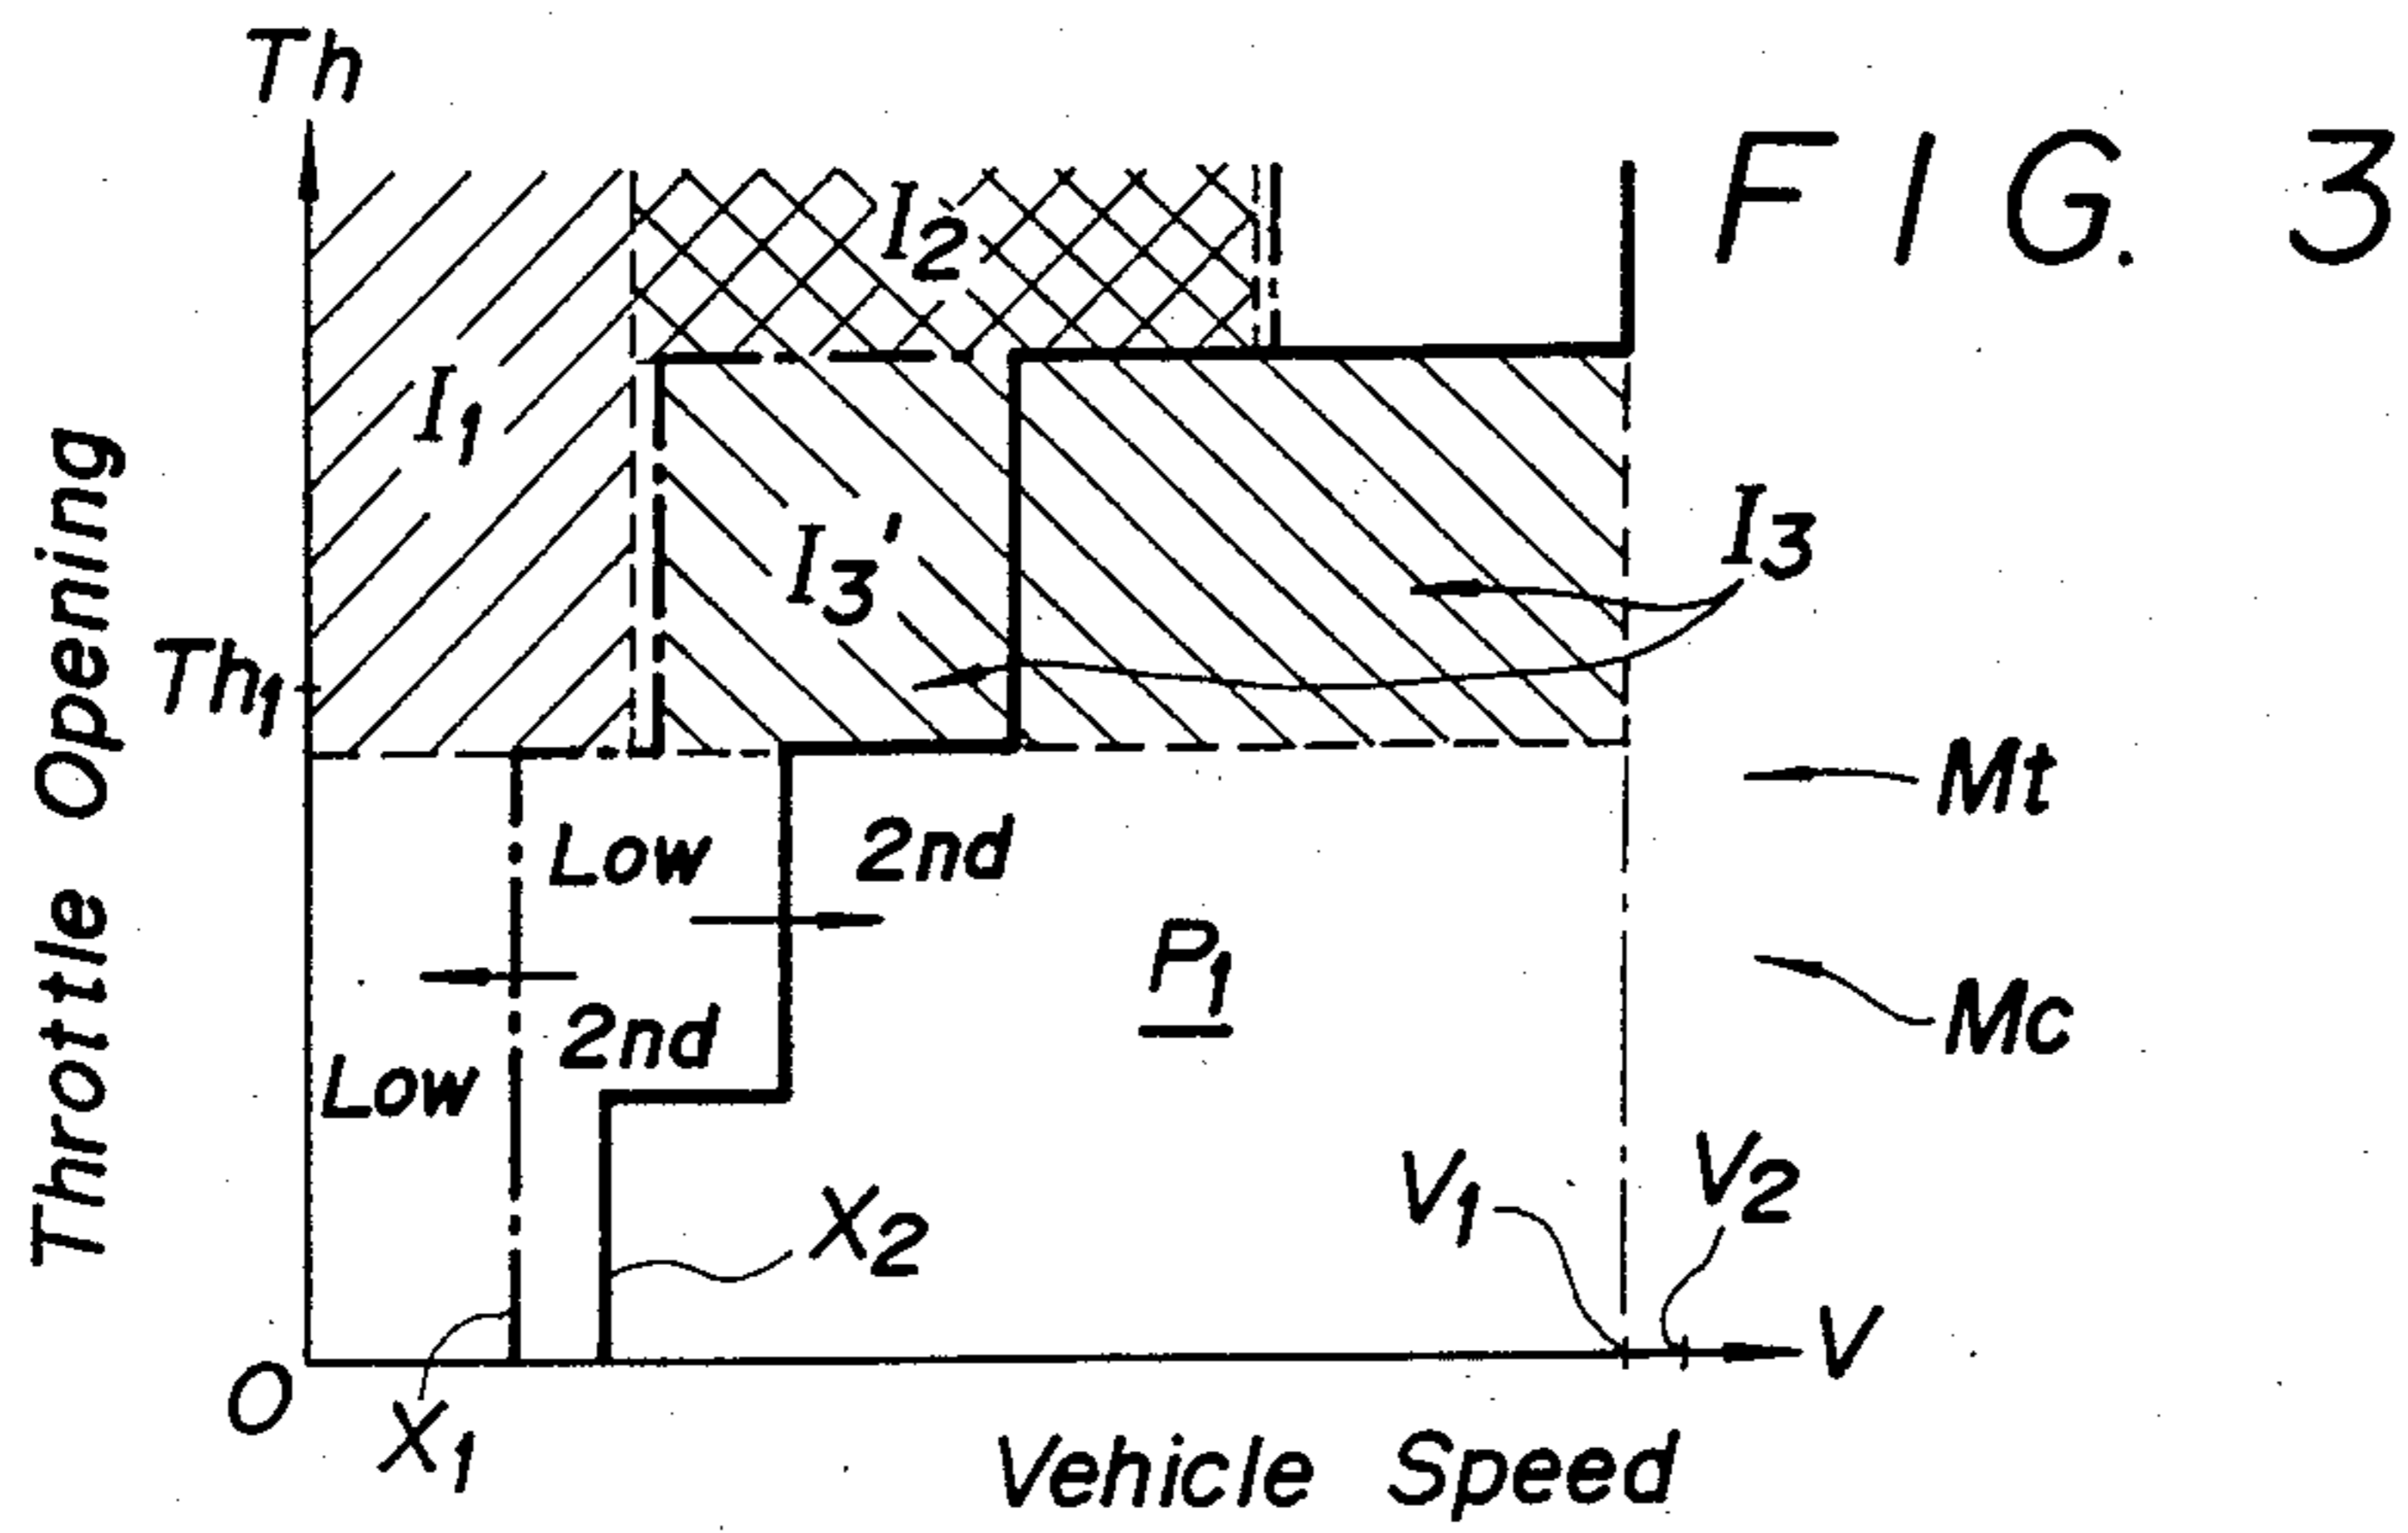 Th
FIG. 3
I2
I1
I3'
I3
Th1
Throttle Opening
Mt
Low
2nd
P1
Mc
2nd
Low
V1
V2
X2
V
O
X1
Vehicle Speed